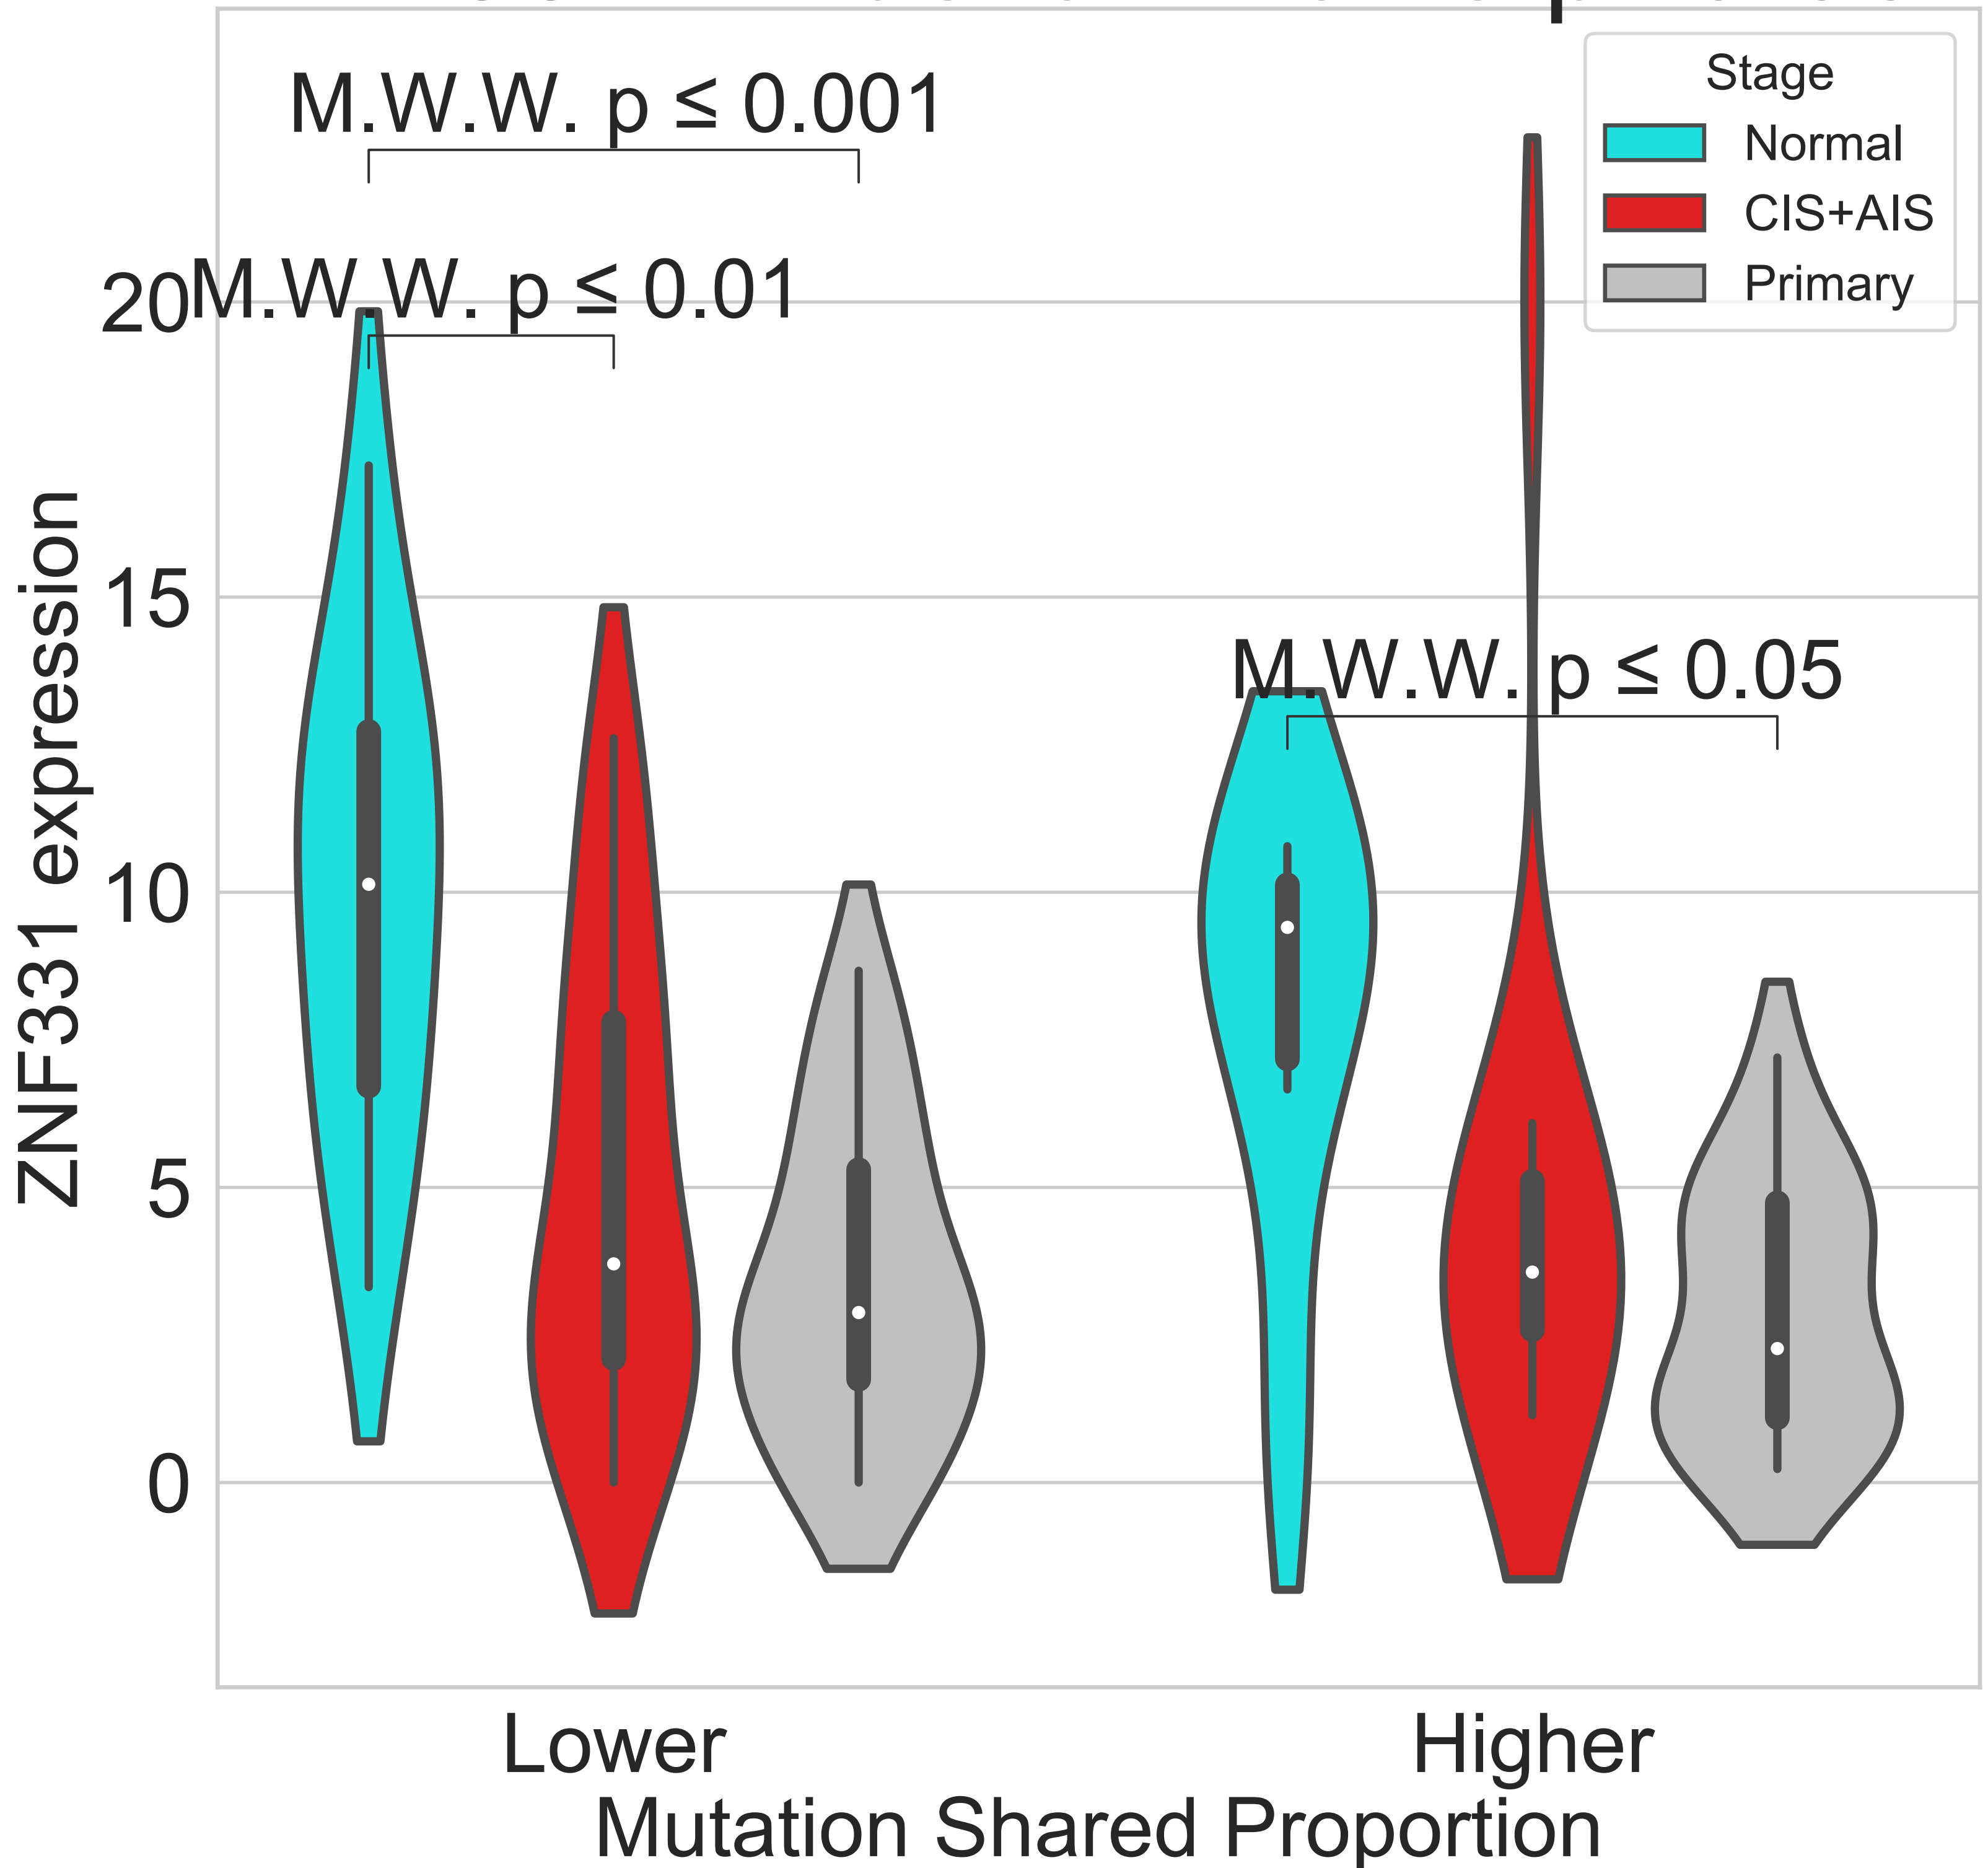 M.W.W. p ≤ 0.001
M.W.W. p ≤ 0.01
M.W.W. p ≤ 0.05
Stage
Normal
CIS+AIS
Primary
ZNF331 expression
20
15
10
5
0
Lower
Higher
Mutation Shared Proportion